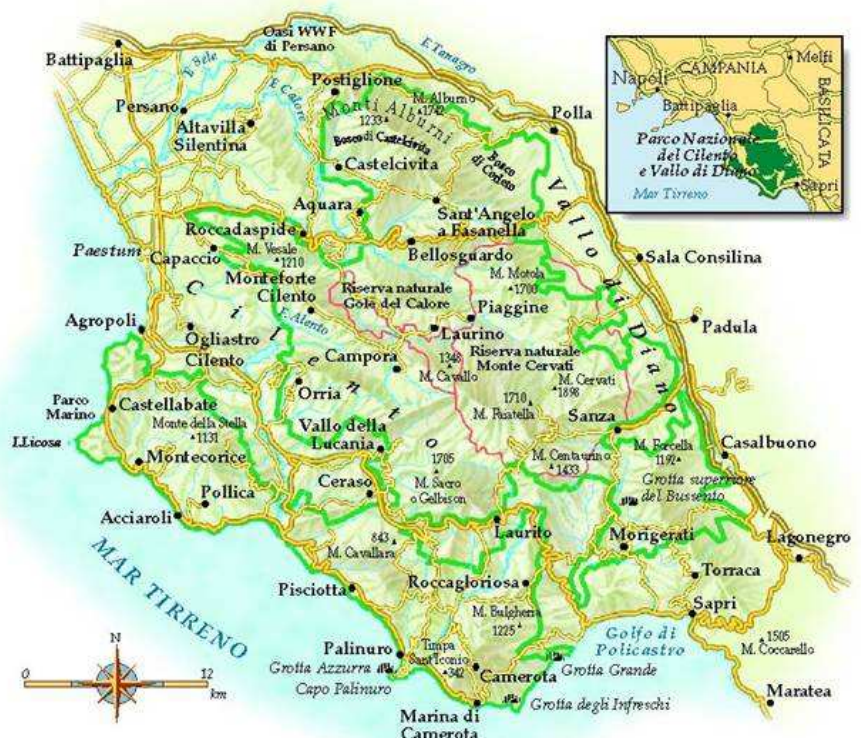 Oasi WWF
di Persano
Battipaglia
E. Sele
E. Tanagro
Postiglione
Persano
E. Calore
Monti Alburni
M. Alburno
1742
1233
Altavilla
Silentina
Bosco di Castelcivita
Polla
Castelcivita
Bosco
di Corleto
Aquara
Sant'Angelo
a Fasanella
Vallo di Diano
Roccadaspide
Paestum
Capaccio
M. Vesale
1210
Bellosguardo
Sala Consilina
Monteforte
Cilento
Riserva naturale
Gole del Calore
M. Motola
1700
Piaggine
Cilento
E. Alento
Agropoli
Ogliastro
Cilento
Laurino
Padula
Campora
1348
M. Cavallo
Riserva naturale
Monte Cervati
M. Cervati
1898
Orria
1710
M. Faiatella
Parco
Marino
Castellabate
Monte della Stella
1131
Vallo della
Lucania
Sanza
I.Licosa
Montecorice
1705
M. Sacro
o Gelbison
M. Centaurino
1433
M. Forcella
1192
Casalbuono
Grotta superiore
del Bussento
Ceraso
Pollica
Acciaroli
Laurito
Morigerati
Lagonegro
843
M. Cavallara
Torraca
Pisciotta
Roccagloriosa
Sapri
MAR TIRRENO
M. Bulgheria
1225
Golfo di
Policastro
1505
M. Coccarello
Palinuro
Timpa
Sant'Iconio
342
Grotta Azzurra
Capo Palinuro
Camerota
Grotta Grande
Maratea
Grotta degli Infreschi
Marina di
Camerota
N
0
12
km
Napoli
CAMPANIA
Melfi
BASILICATA
Battipaglia
Parco Nazionale
del Cilento
e Vallo di Diano
Mar Tirreno
Sapri